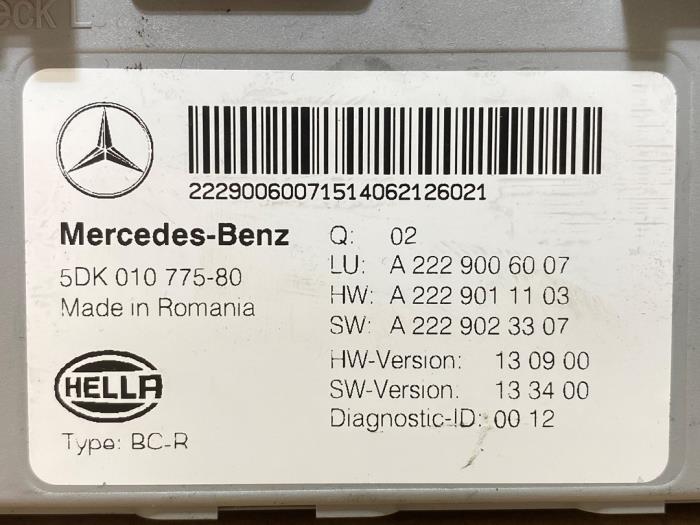 22290060071514062126021
Mercedes-Benz
5DK 010 775-80
Made in Romania
HELLA
Type: BC-R
Q: 02
LU: A 222 900 60 07
HW: A 222 901 11 03
SW: A 222 902 33 07
HW-Version: 13 09 00
SW-Version: 13 34 00
Diagnostic-ID: 00 12